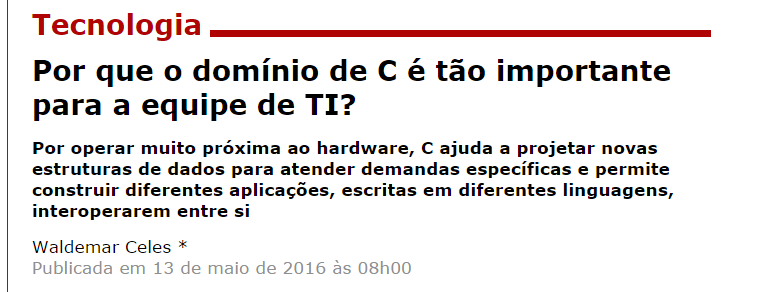 Tecnologia
Por que o domínio de C é tão importante
para a equipe de TI?
Por operar muito próxima ao hardware, C ajuda a projetar novas
estruturas de dados para atender demandas específicas e permite
construir diferentes aplicações, escritas em diferentes linguagens,
interoperarem entre si
Waldemar Celes *
Publicada em 13 de maio de 2016 às 08h00